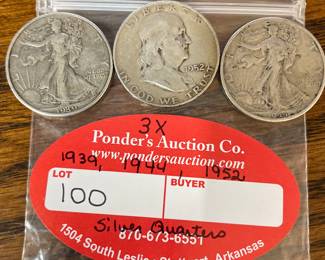 LIBERTY
1952
IN GOD WE TRUST
3X
Ponder's Auction Co.
www.pondersauction.com
1939, 1944, 1952
LOT
BUYER
100
Silver Quarters
870-673-6551
1504 South Leslie Stuttgart, Arkansas